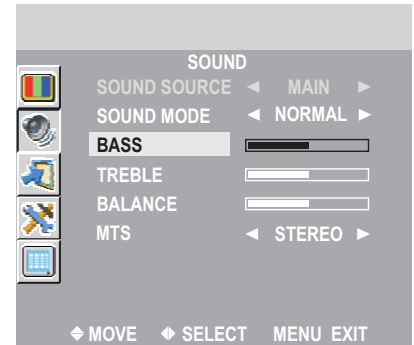 SOUND
SOUND SOURCE ◄ MAIN ►
SOUND MODE ◄ NORMAL ►
BASS
TREBLE
BALANCE
MTS ◄ STEREO ►
MOVE SELECT MENU EXIT